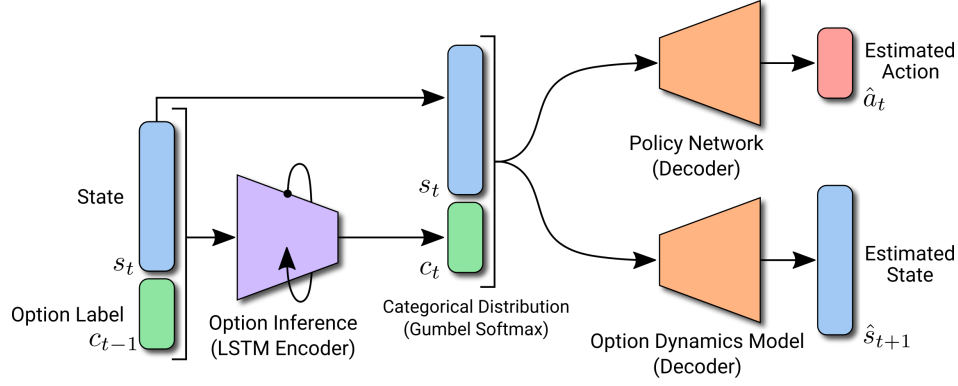 State
s_t
Option Label
c_{t-1}
Option Inference
(LSTM Encoder)
s_t
c_t
Categorical Distribution
(Gumbel Softmax)
Policy Network
(Decoder)
Estimated
Action
â_t
Option Dynamics Model
(Decoder)
Estimated
State
ŝ_{t+1}